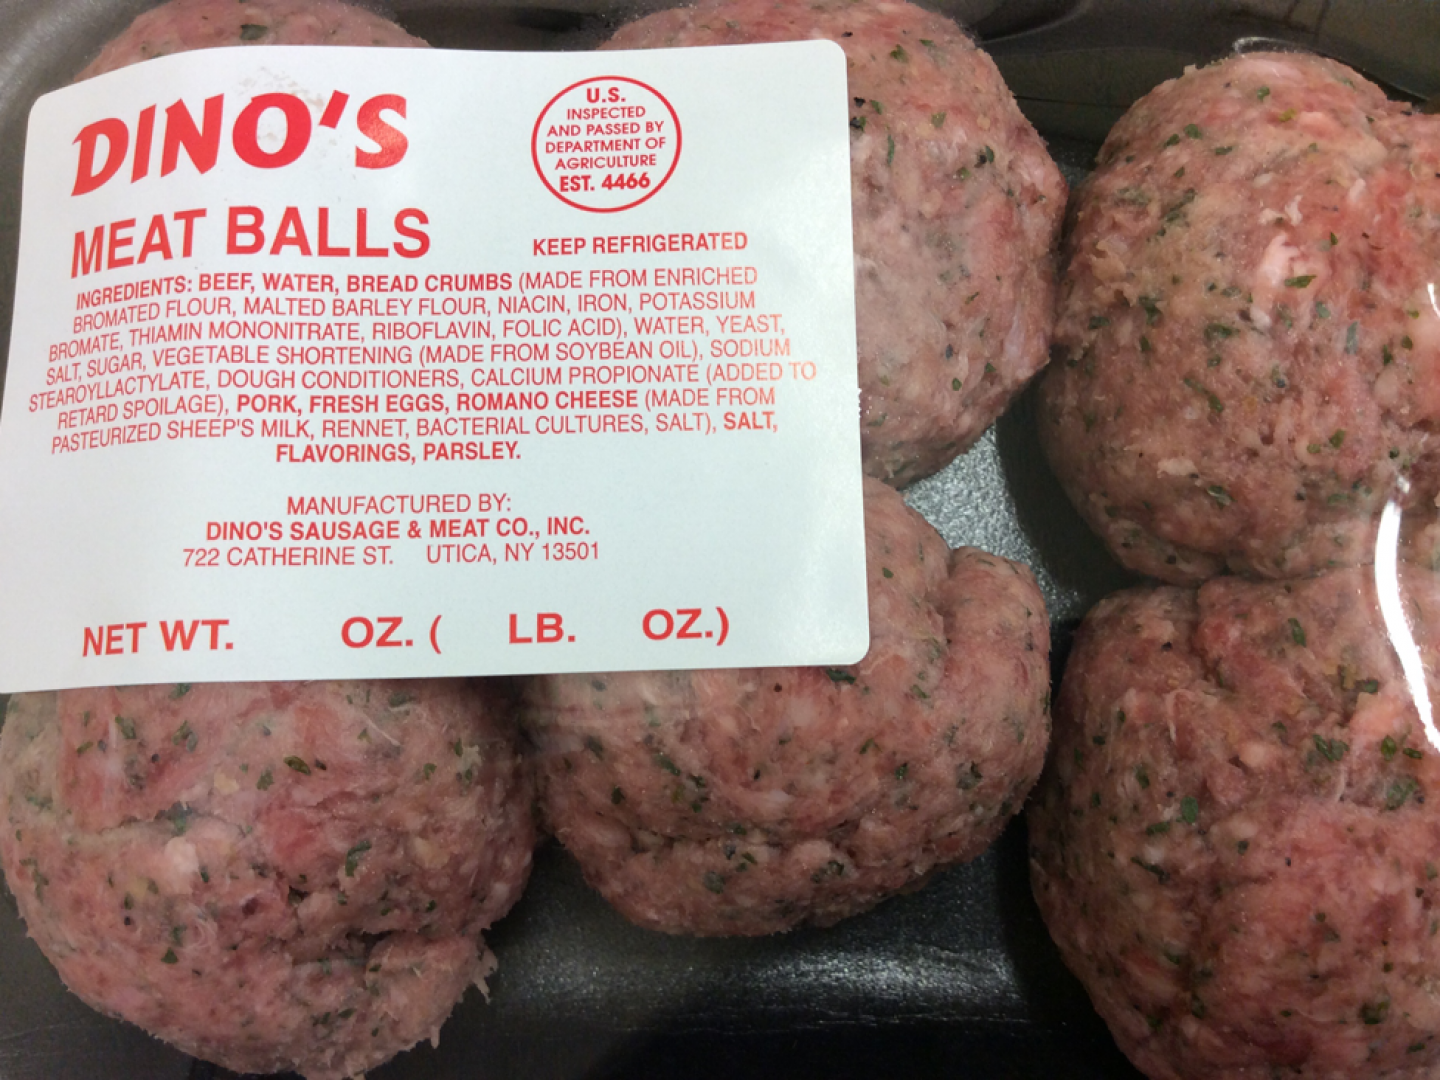 DINO'S
MEAT BALLS
U.S.
INSPECTED
AND PASSED BY
DEPARTMENT OF
AGRICULTURE
EST. 4466
KEEP REFRIGERATED
INGREDIENTS: BEEF, WATER, BREAD CRUMBS (MADE FROM ENRICHED
BROMATED FLOUR, MALTED BARLEY FLOUR, NIACIN, IRON, POTASSIUM
BROMATE, THIAMIN MONONITRATE, RIBOFLAVIN, FOLIC ACID), WATER, YEAST,
SALT, SUGAR, VEGETABLE SHORTENING (MADE FROM SOYBEAN OIL), SODIUM
STEAROYLLACTYLATE, DOUGH CONDITIONERS, CALCIUM PROPIONATE (ADDED TO
RETARD SPOILAGE), PORK, FRESH EGGS, ROMANO CHEESE (MADE FROM
PASTEURIZED SHEEP'S MILK, RENNET, BACTERIAL CULTURES, SALT), SALT,
FLAVORINGS, PARSLEY.
MANUFACTURED BY:
DINO'S SAUSAGE & MEAT CO., INC.
722 CATHERINE ST. UTICA, NY 13501
NET WT. OZ. ( LB. OZ.)